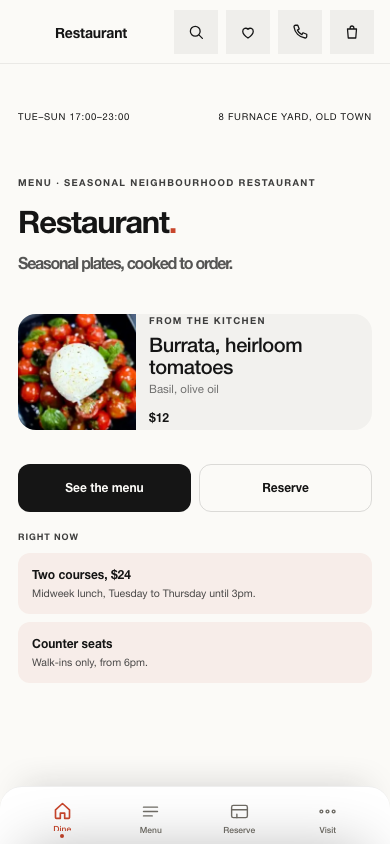 Restaurant
TUE–SUN 17:00–23:00
8 FURNACE YARD, OLD TOWN
MENU · SEASONAL NEIGHBOURHOOD RESTAURANT
Restaurant.
Seasonal plates, cooked to order.
FROM THE KITCHEN
Burrata, heirloom
tomatoes
Basil, olive oil
$12
See the menu
Reserve
RIGHT NOW
Two courses, $24
Midweek lunch, Tuesday to Thursday until 3pm.
Counter seats
Walk-ins only, from 6pm.
Dine
Menu
Reserve
Visit